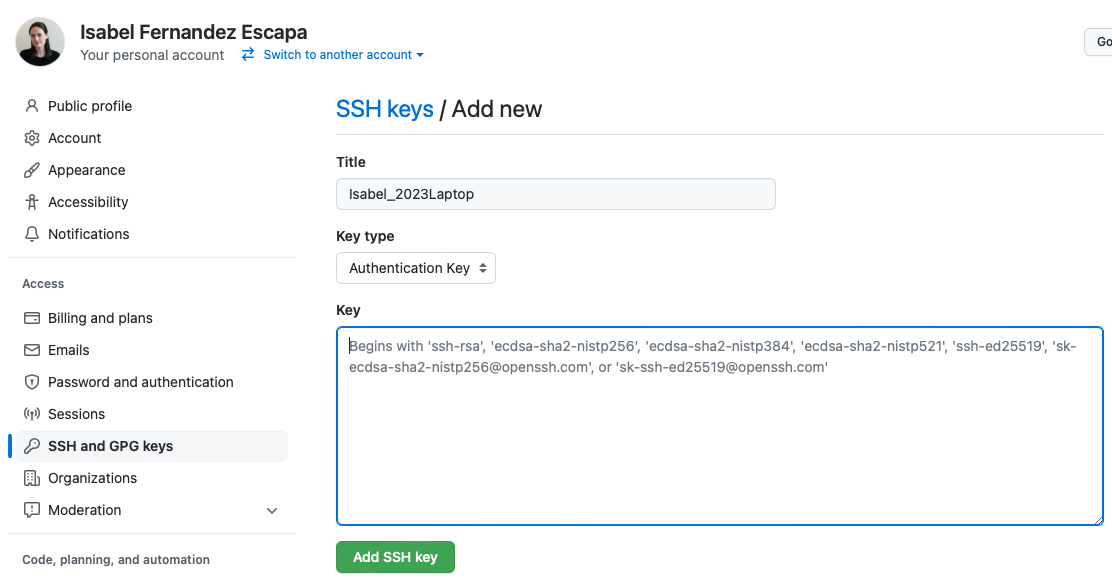 Isabel Fernandez Escapa
Your personal account
Switch to another account
Go
Public profile
Account
Appearance
Accessibility
Notifications
Access
Billing and plans
Emails
Password and authentication
Sessions
SSH and GPG keys
Organizations
Moderation
Code, planning, and automation
SSH keys / Add new
Title
Isabel_2023Laptop
Key type
Authentication Key
Key
Begins with 'ssh-rsa', 'ecdsa-sha2-nistp256', 'ecdsa-sha2-nistp384', 'ecdsa-sha2-nistp521', 'ssh-ed25519', 'sk-
ecdsa-sha2-nistp256@openssh.com', or 'sk-ssh-ed25519@openssh.com'
Add SSH key